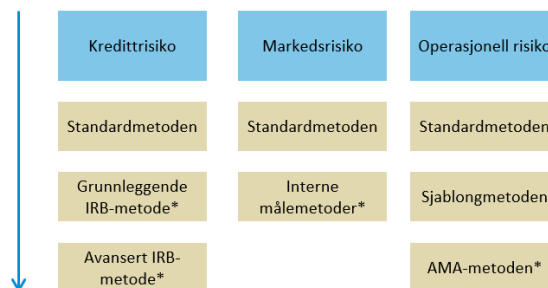 Kredittrisiko
Markedsrisiko
Operasjonell risiko
Standardmetoden
Standardmetoden
Standardmetoden
Grunnleggende
IRB-metode*
Interne
målemetoder*
Sjablongmetoden
Avansert IRB-
metode*
AMA-metoden*